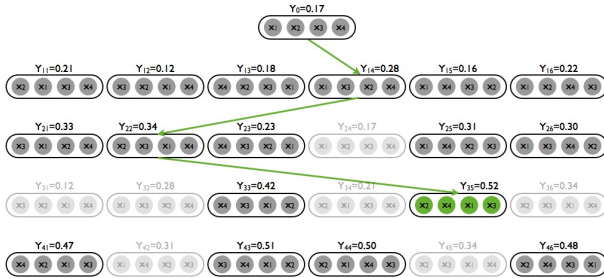 Y₀=0.17
X₁ X₂ X₃ X₄
Y₁₁=0.21 Y₁₂=0.12 Y₁₃=0.18 Y₁₄=0.28 Y₁₅=0.16 Y₁₆=0.22
X₂ X₁ X₃ X₄ X₃ X₂ X₁ X₄ X₄ X₂ X₃ X₁ X₁ X₃ X₂ X₄ X₁ X₄ X₃ X₂ X₁ X₂ X₄ X₃
Y₂₁=0.33 Y₂₂=0.34 Y₂₃=0.23 Y₂₄=0.17 Y₂₅=0.31 Y₂₆=0.30
X₃ X₁ X₂ X₄ X₂ X₃ X₁ X₄ X₄ X₃ X₂ X₁ X₁ X₂ X₃ X₄ X₁ X₄ X₂ X₃ X₁ X₃ X₄ X₂
Y₃₁=0.12 Y₃₂=0.28 Y₃₃=0.42 Y₃₄=0.21 Y₃₅=0.52 Y₃₆=0.34
X₃ X₂ X₁ X₄ X₁ X₃ X₂ X₄ X₄ X₃ X₁ X₂ X₂ X₁ X₃ X₄ X₂ X₄ X₁ X₃ X₂ X₃ X₄ X₁
Y₄₁=0.47 Y₄₂=0.31 Y₄₃=0.51 Y₄₄=0.50 Y₄₅=0.34 Y₄₆=0.48
X₄ X₂ X₁ X₃ X₁ X₄ X₂ X₃ X₃ X₄ X₁ X₂ X₂ X₁ X₄ X₃ X₂ X₃ X₁ X₄ X₂ X₄ X₃ X₁